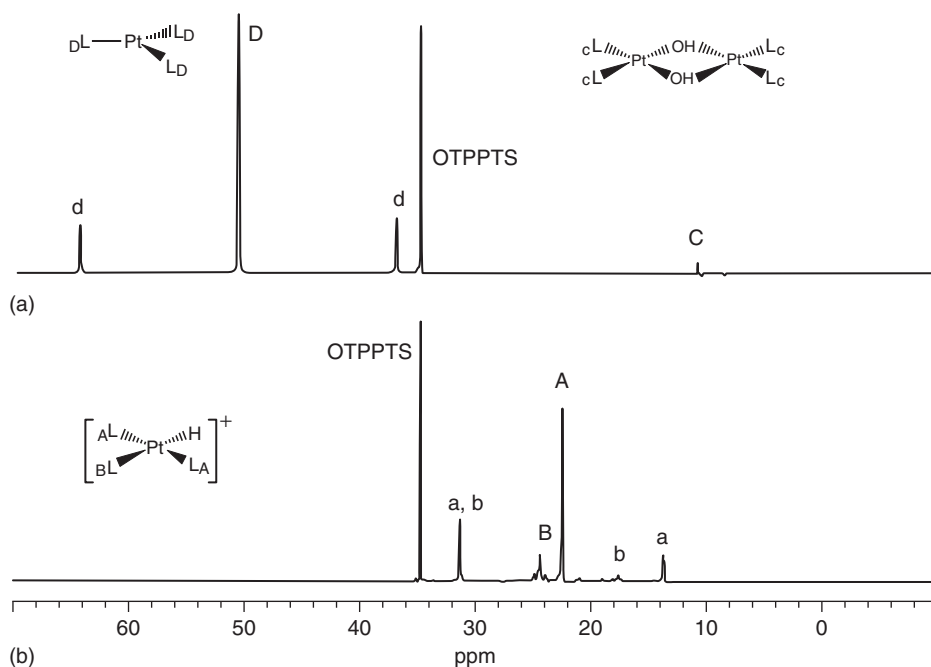 DL Pt LD
LD
D
cL Pt OH Pt Lc
cL OH Lc
OTPPTS
d
d
C
(a)
OTPPTS
A
[AL Pt H]+
BL LA
a, b
B
b
a
60 50 40 30 20 10 0
(b) ppm